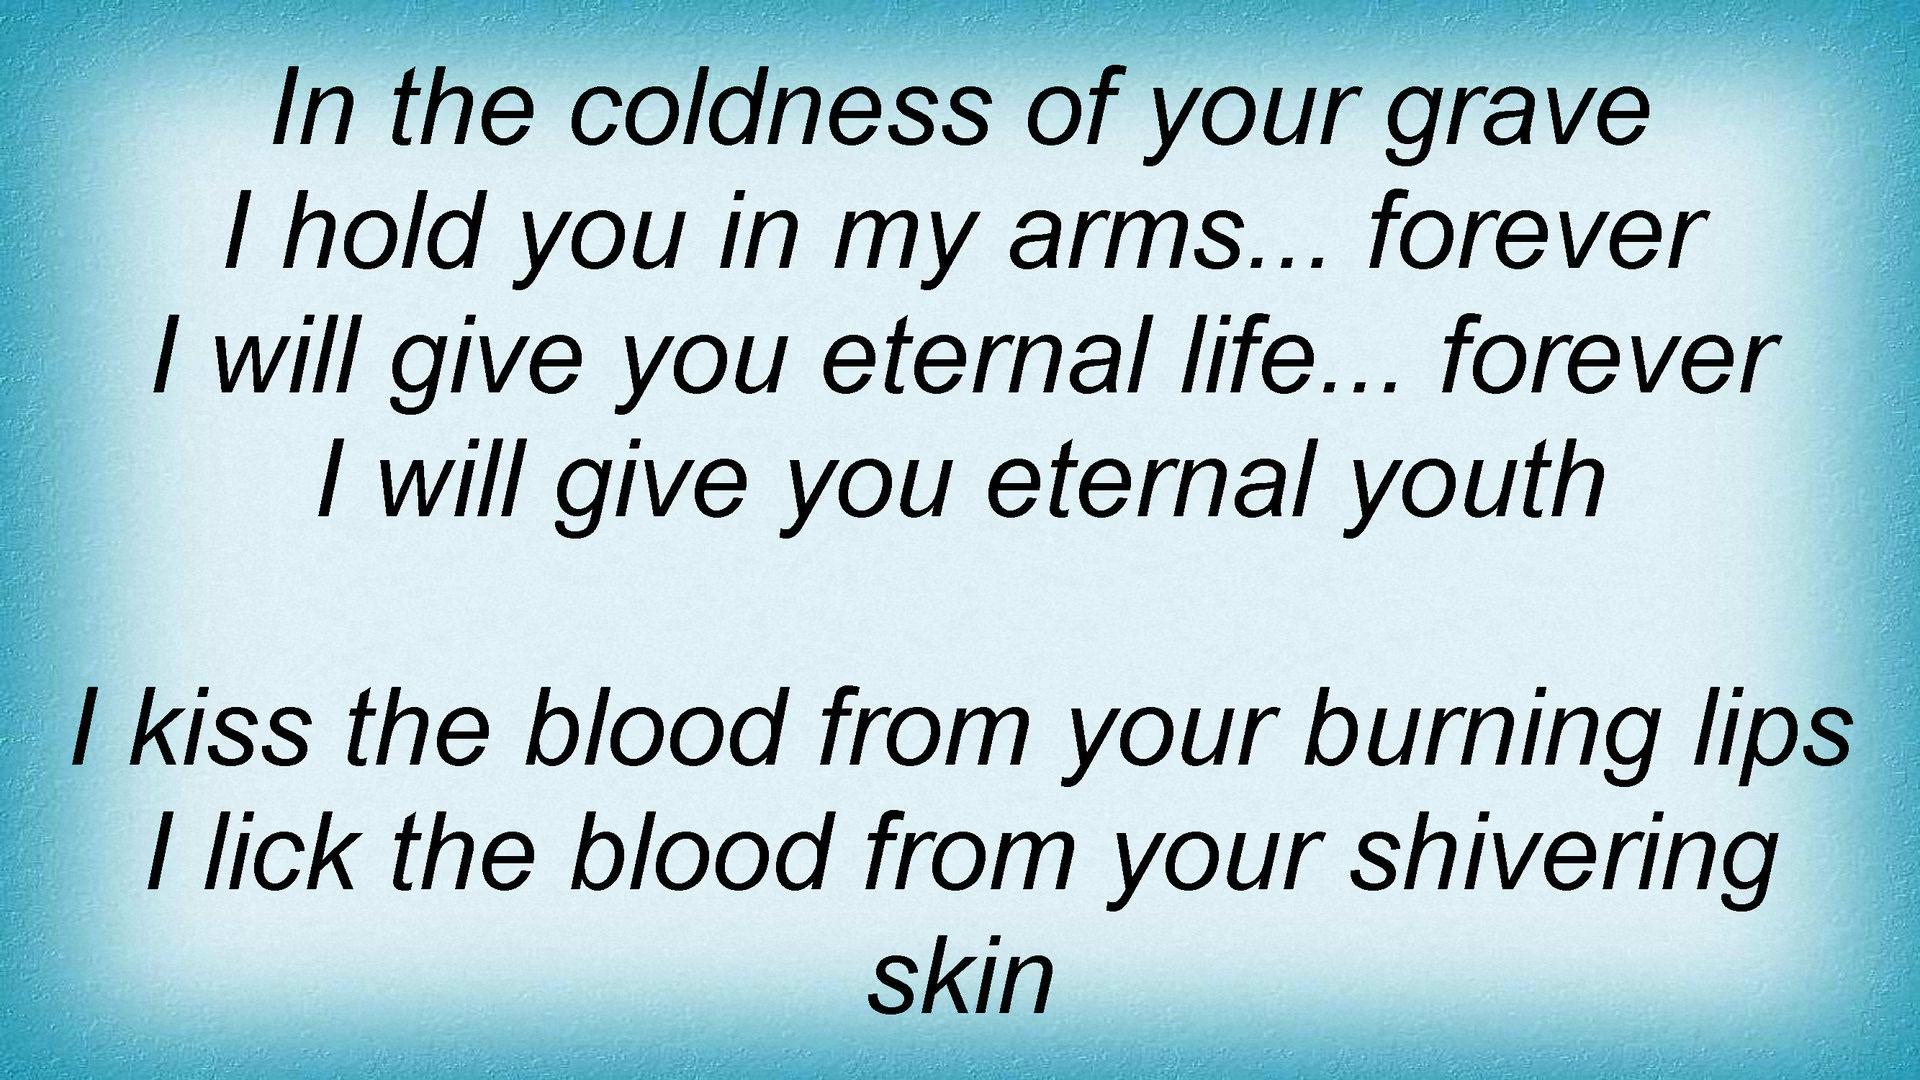 In the coldness of your grave
I hold you in my arms... forever
I will give you eternal life... forever
I will give you eternal youth
I kiss the blood from your burning lips
I lick the blood from your shivering
skin